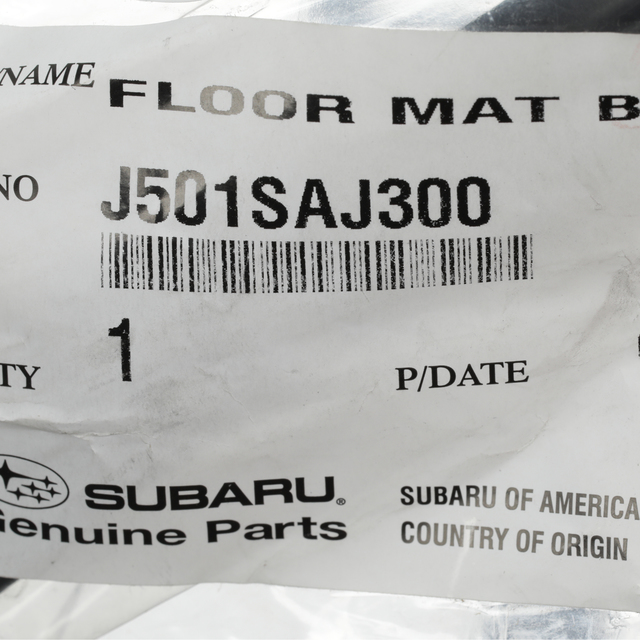 NAME FLOOR MAT B
NO J501SAJ300
TY 1
P/DATE
SUBARU®
Genuine Parts
SUBARU OF AMERICA
COUNTRY OF ORIGIN